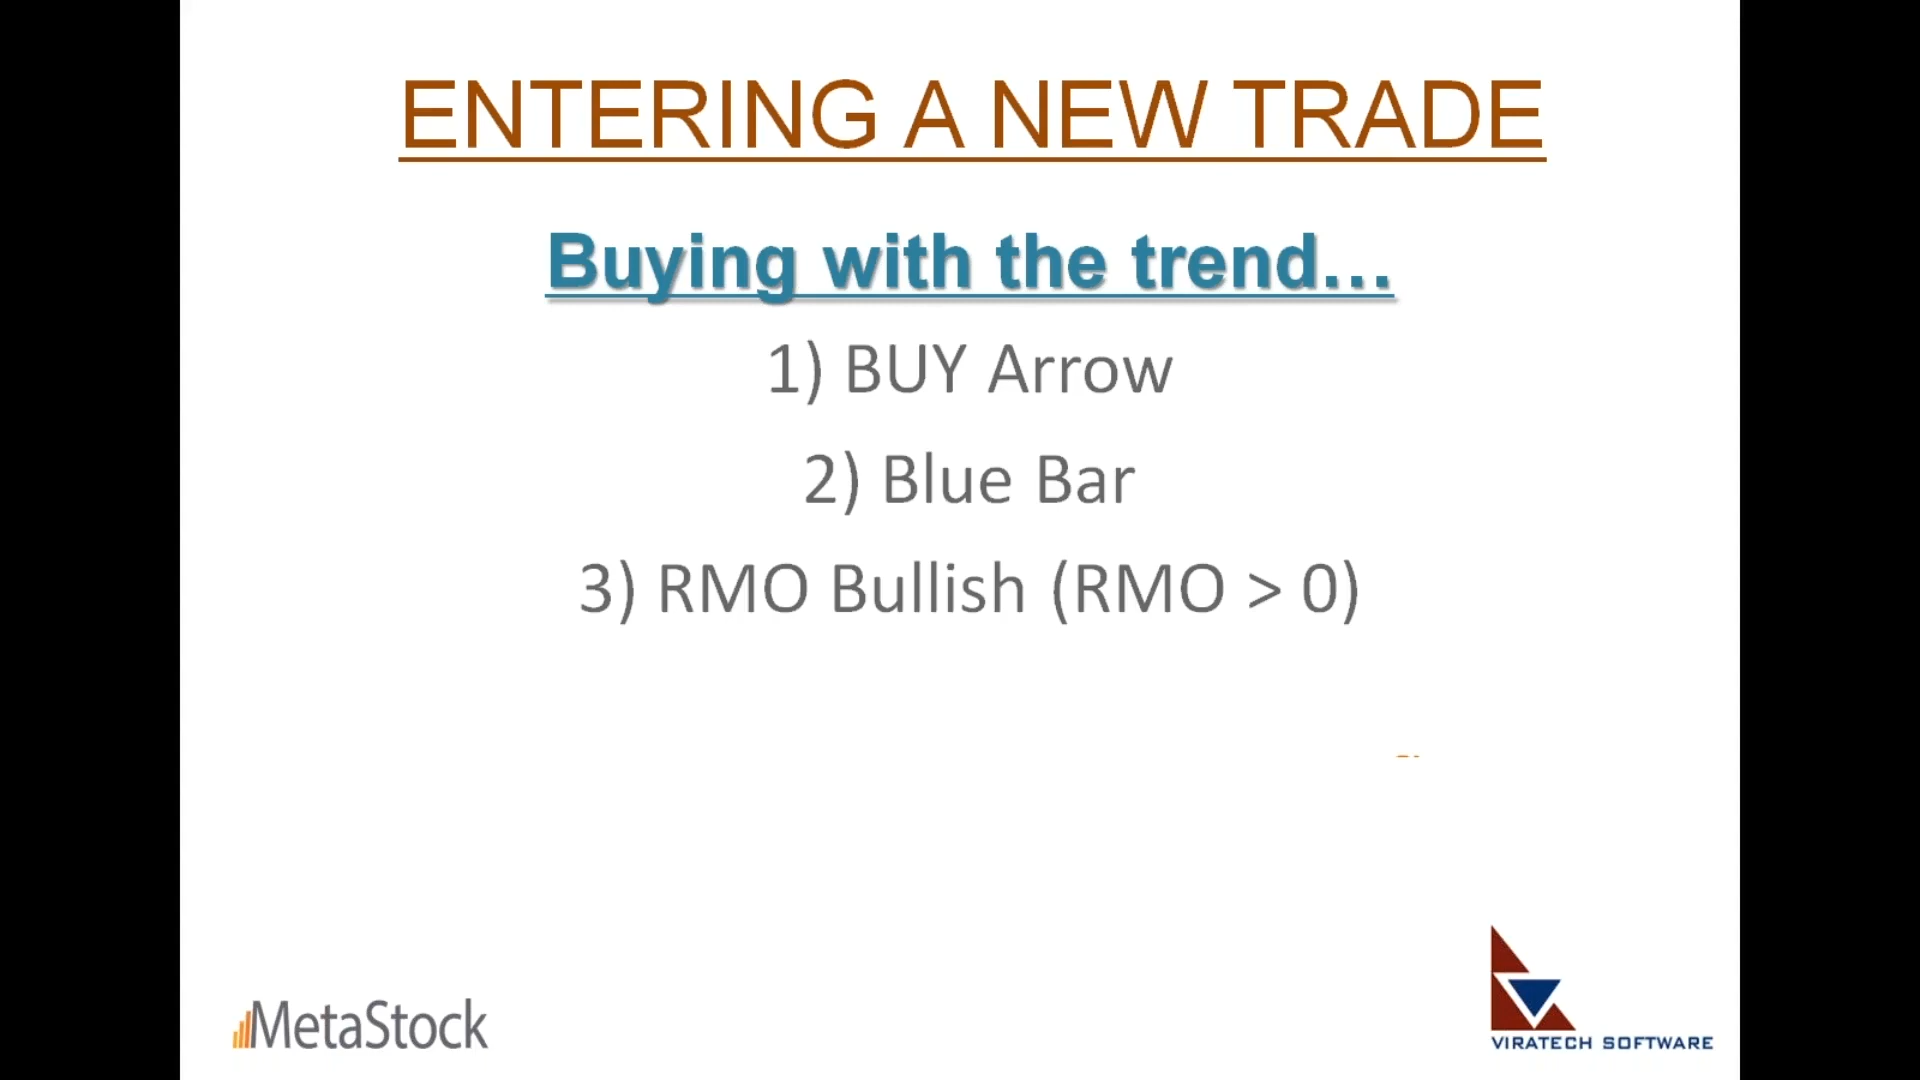 ENTERING A NEW TRADE
Buying with the trend...
1) BUY Arrow
2) Blue Bar
3) RMO Bullish (RMO > 0)
MetaStock
VIRATECH SOFTWARE